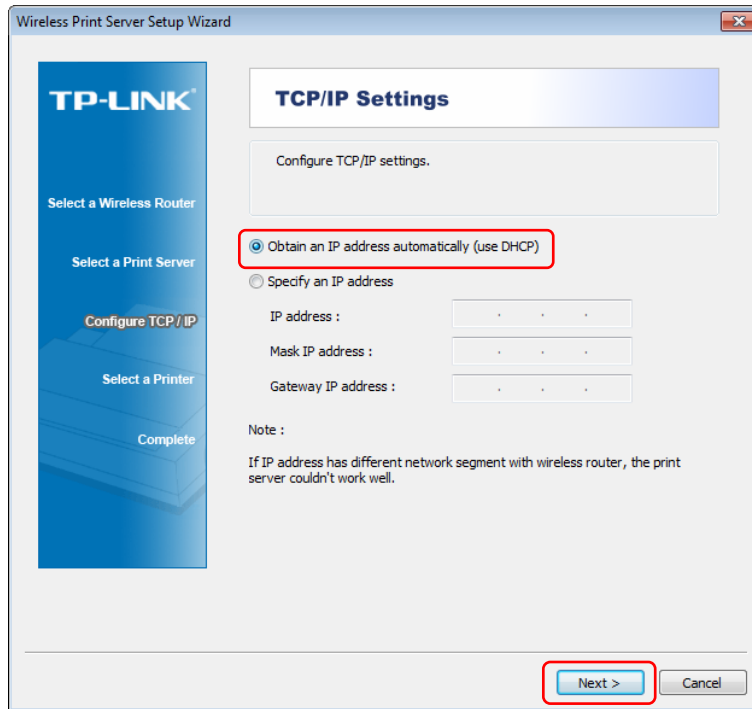 Wireless Print Server Setup Wizard
TP-LINK®
Select a Wireless Router
Select a Print Server
Configure TCP / IP
Select a Printer
Complete
TCP/IP Settings
Configure TCP/IP settings.
Obtain an IP address automatically (use DHCP)
Specify an IP address
IP address :
Mask IP address :
Gateway IP address :
Note :
If IP address has different network segment with wireless router, the print
server couldn't work well.
Next >
Cancel